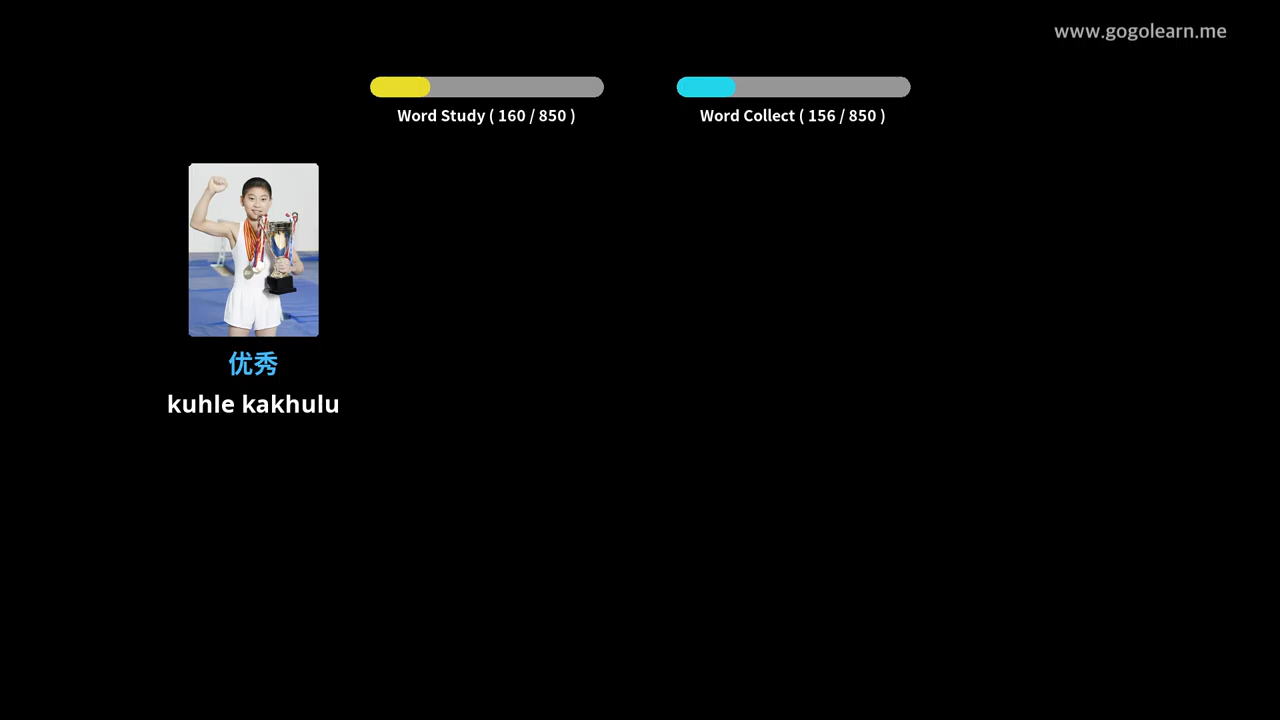 www.gogolearn.me
Word Study ( 160 / 850 )
Word Collect ( 156 / 850 )
优秀
kuhle kakhulu